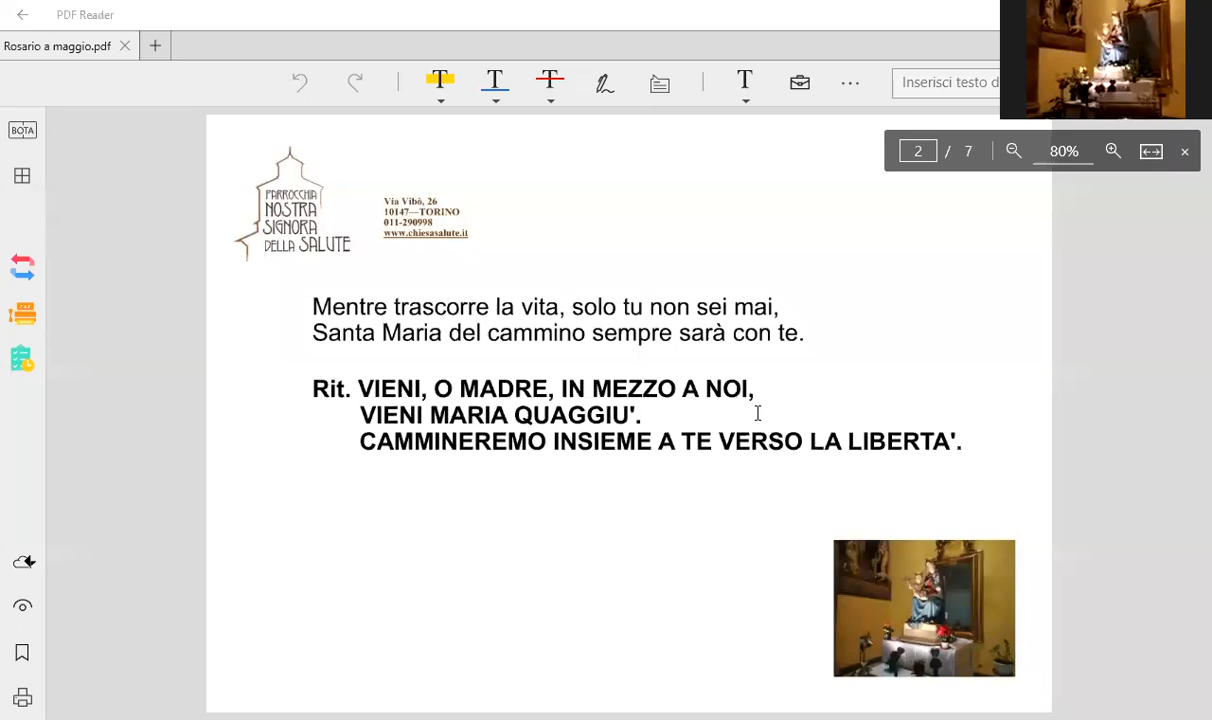 PDF Reader
Rosario a maggio.pdf
Inserisci testo d
BOTA
2 / 7 80%
PARROCCHIA
NOSTRA
SIGNORA
DELLA SALUTE
Via Vibò, 26
10147—TORINO
011-290998
www.chiesasalute.it
Mentre trascorre la vita, solo tu non sei mai,
Santa Maria del cammino sempre sarà con te.
Rit. VIENI, O MADRE, IN MEZZO A NOI,
VIENI MARIA QUAGGIU'.
CAMMINEREMO INSIEME A TE VERSO LA LIBERTA'.